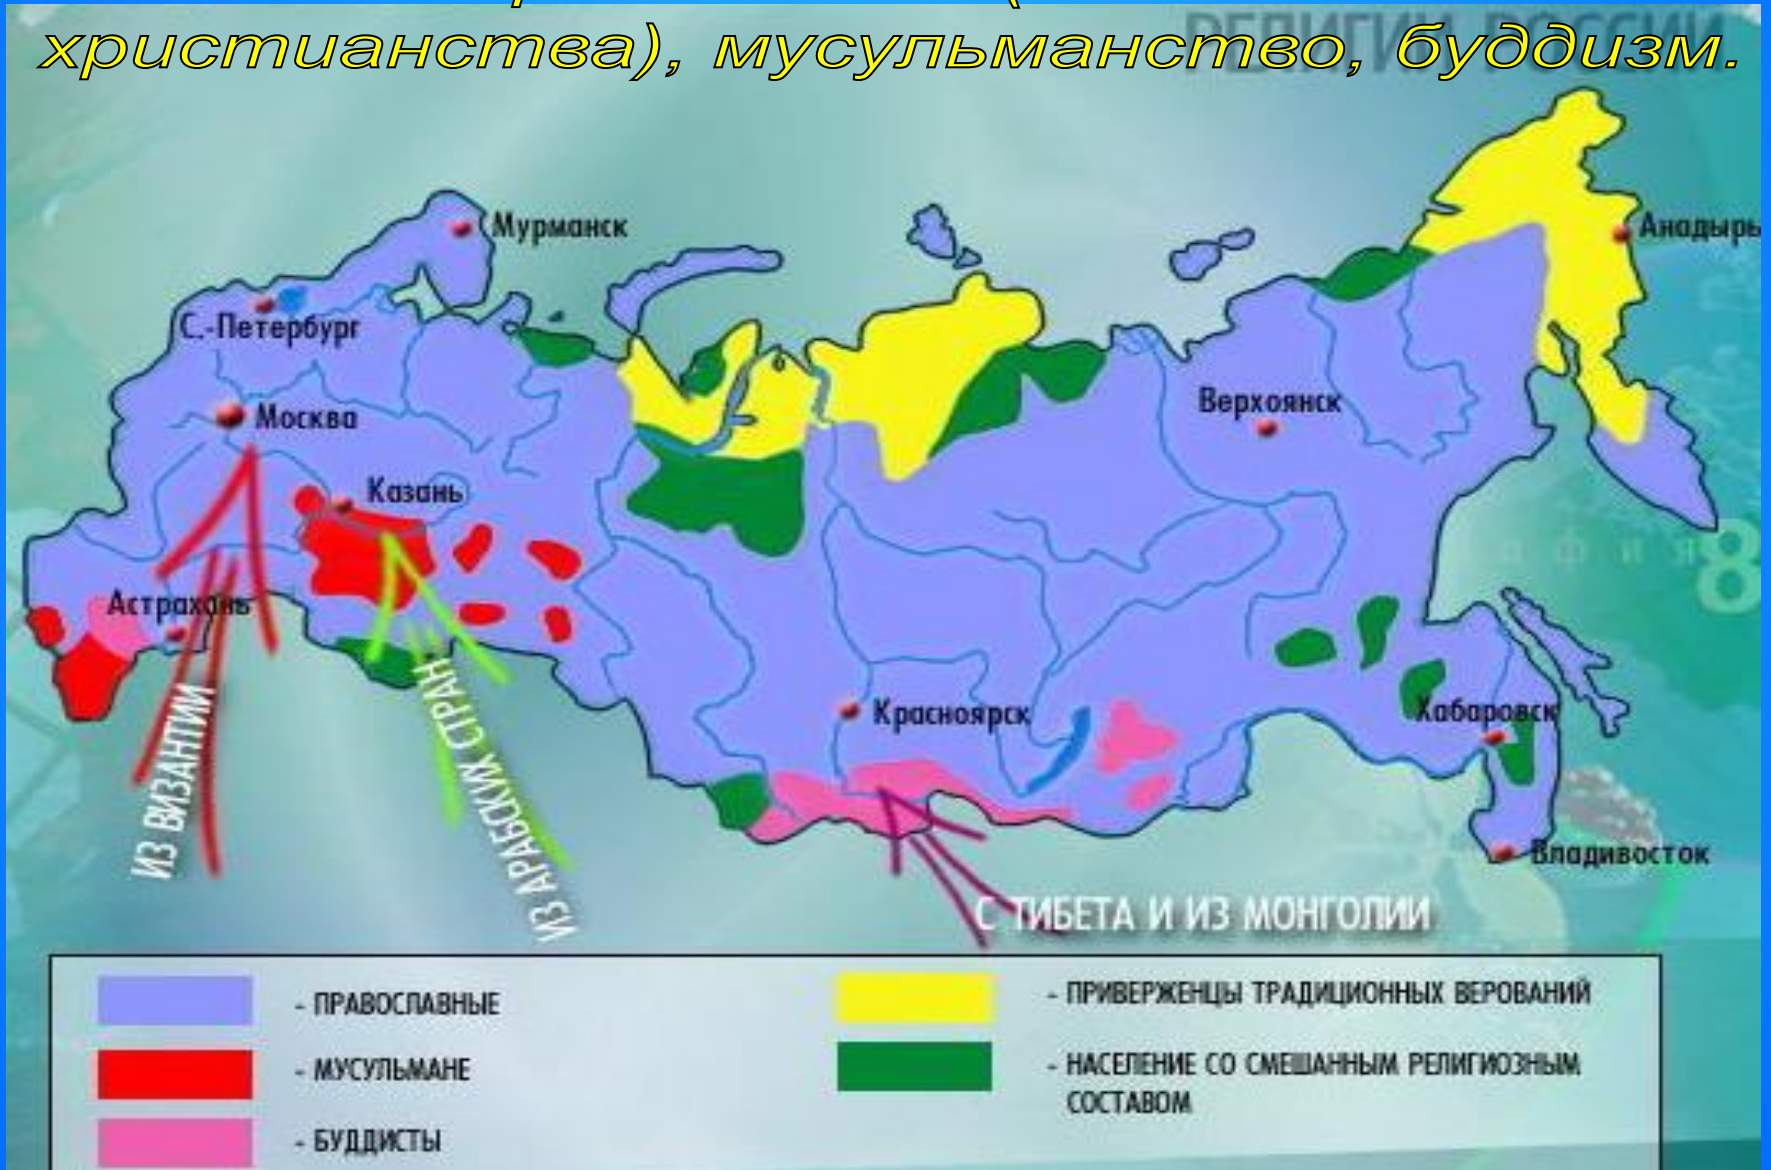 РЕЛИГИИ РОССИИ
христианства), мусульманство, буддизм.
Мурманск
Анадырь
С.-Петербург
Москва
Верхоянск
Казань
Астрахань
Красноярск
Хабаровск
Владивосток
ИЗ ВИЗАНТИИ
ИЗ АРАБСКИХ СТРАН
С ТИБЕТА И ИЗ МОНГОЛИИ
- ПРАВОСЛАВНЫЕ
- МУСУЛЬМАНЕ
- БУДДИСТЫ
- ПРИВЕРЖЕНЦЫ ТРАДИЦИОННЫХ ВЕРОВАНИЙ
- НАСЕЛЕНИЕ СО СМЕШАННЫМ РЕЛИГИОЗНЫМ
СОСТАВОМ
8